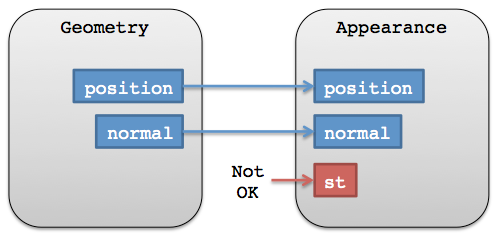 Geometry
Appearance
position
position
normal
normal
Not
OK
st